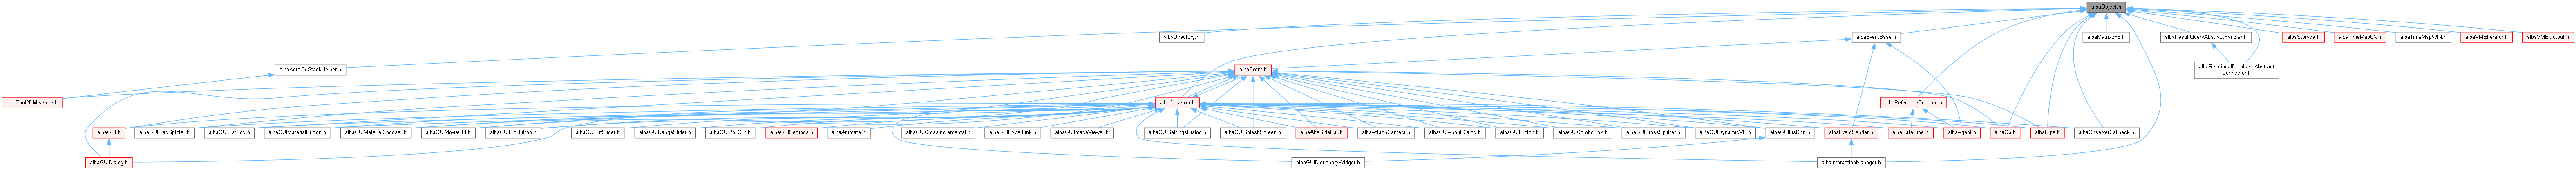 albaObject.h
albaDirectory.h
albaEventBase.h
albaMatrix3x3.h
albaResultQueryAbstractHandler.h
albaStorage.h
albaTimeMapUX.h
albaTimeMapWIN.h
albaVMEIterator.h
albaVMEOutput.h
albaActor2dStackHelper.h
albaEvent.h
albaRelationalDatabaseAbstract
Connector.h
albaTool2DMeasure.h
albaObserver.h
albaReferenceCounted.h
albaGUI.h
albaGUIFlagSplitter.h
albaGUIListBox.h
albaGUIMaterialButton.h
albaGUIMaterialChooser.h
albaGUIMovieCtrl.h
albaGUIPicButton.h
albaGUILutSlider.h
albaGUIRangeSlider.h
albaGUIRollOut.h
albaGUISettings.h
albaAnimate.h
albaGUICrossIncremental.h
albaGUIHyperLink.h
albaGUIImageViewer.h
albaGUISettingsDialog.h
albaGUISplashScreen.h
albaAbsSideBar.h
albaAttachCamera.h
albaGUIAboutDialog.h
albaGUIButton.h
albaGUIComboBox.h
albaGUICrossSplitter.h
albaGUIDynamicVP.h
albaGUIListCtrl.h
albaEventSender.h
albaDataPipe.h
albaAgent.h
albaOp.h
albaPipe.h
albaObserverCallback.h
albaGUIDialog.h
albaGUIDictionaryWidget.h
albaInteractionManager.h